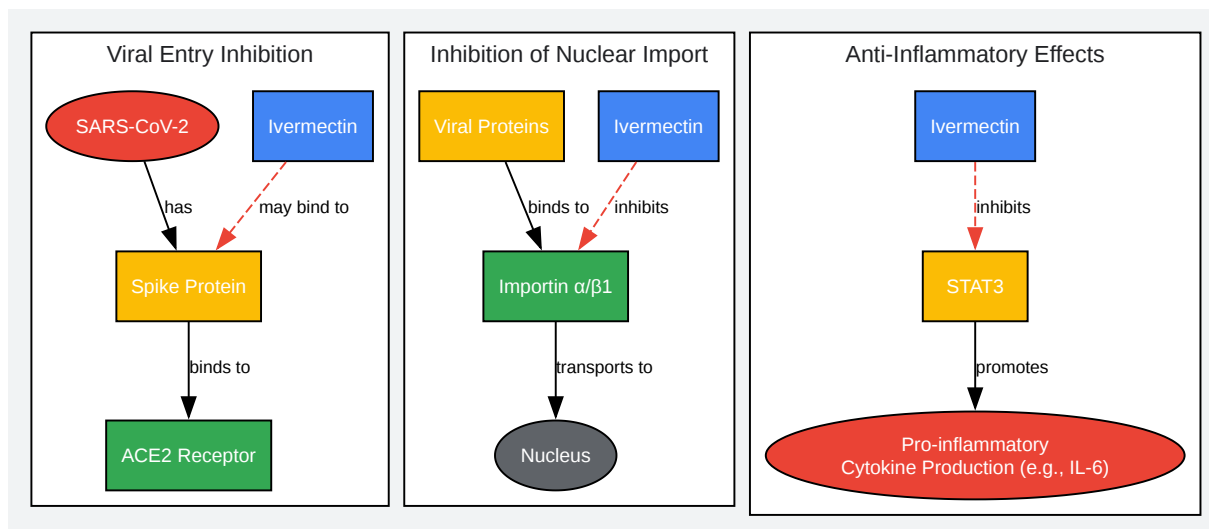 Viral Entry Inhibition
SARS-CoV-2
Ivermectin
has
may bind to
Spike Protein
binds to
ACE2 Receptor
Inhibition of Nuclear Import
Viral Proteins
Ivermectin
binds to
inhibits
Importin α/β1
transports to
Nucleus
Anti-Inflammatory Effects
Ivermectin
inhibits
STAT3
promotes
Pro-inflammatory
Cytokine Production (e.g., IL-6)